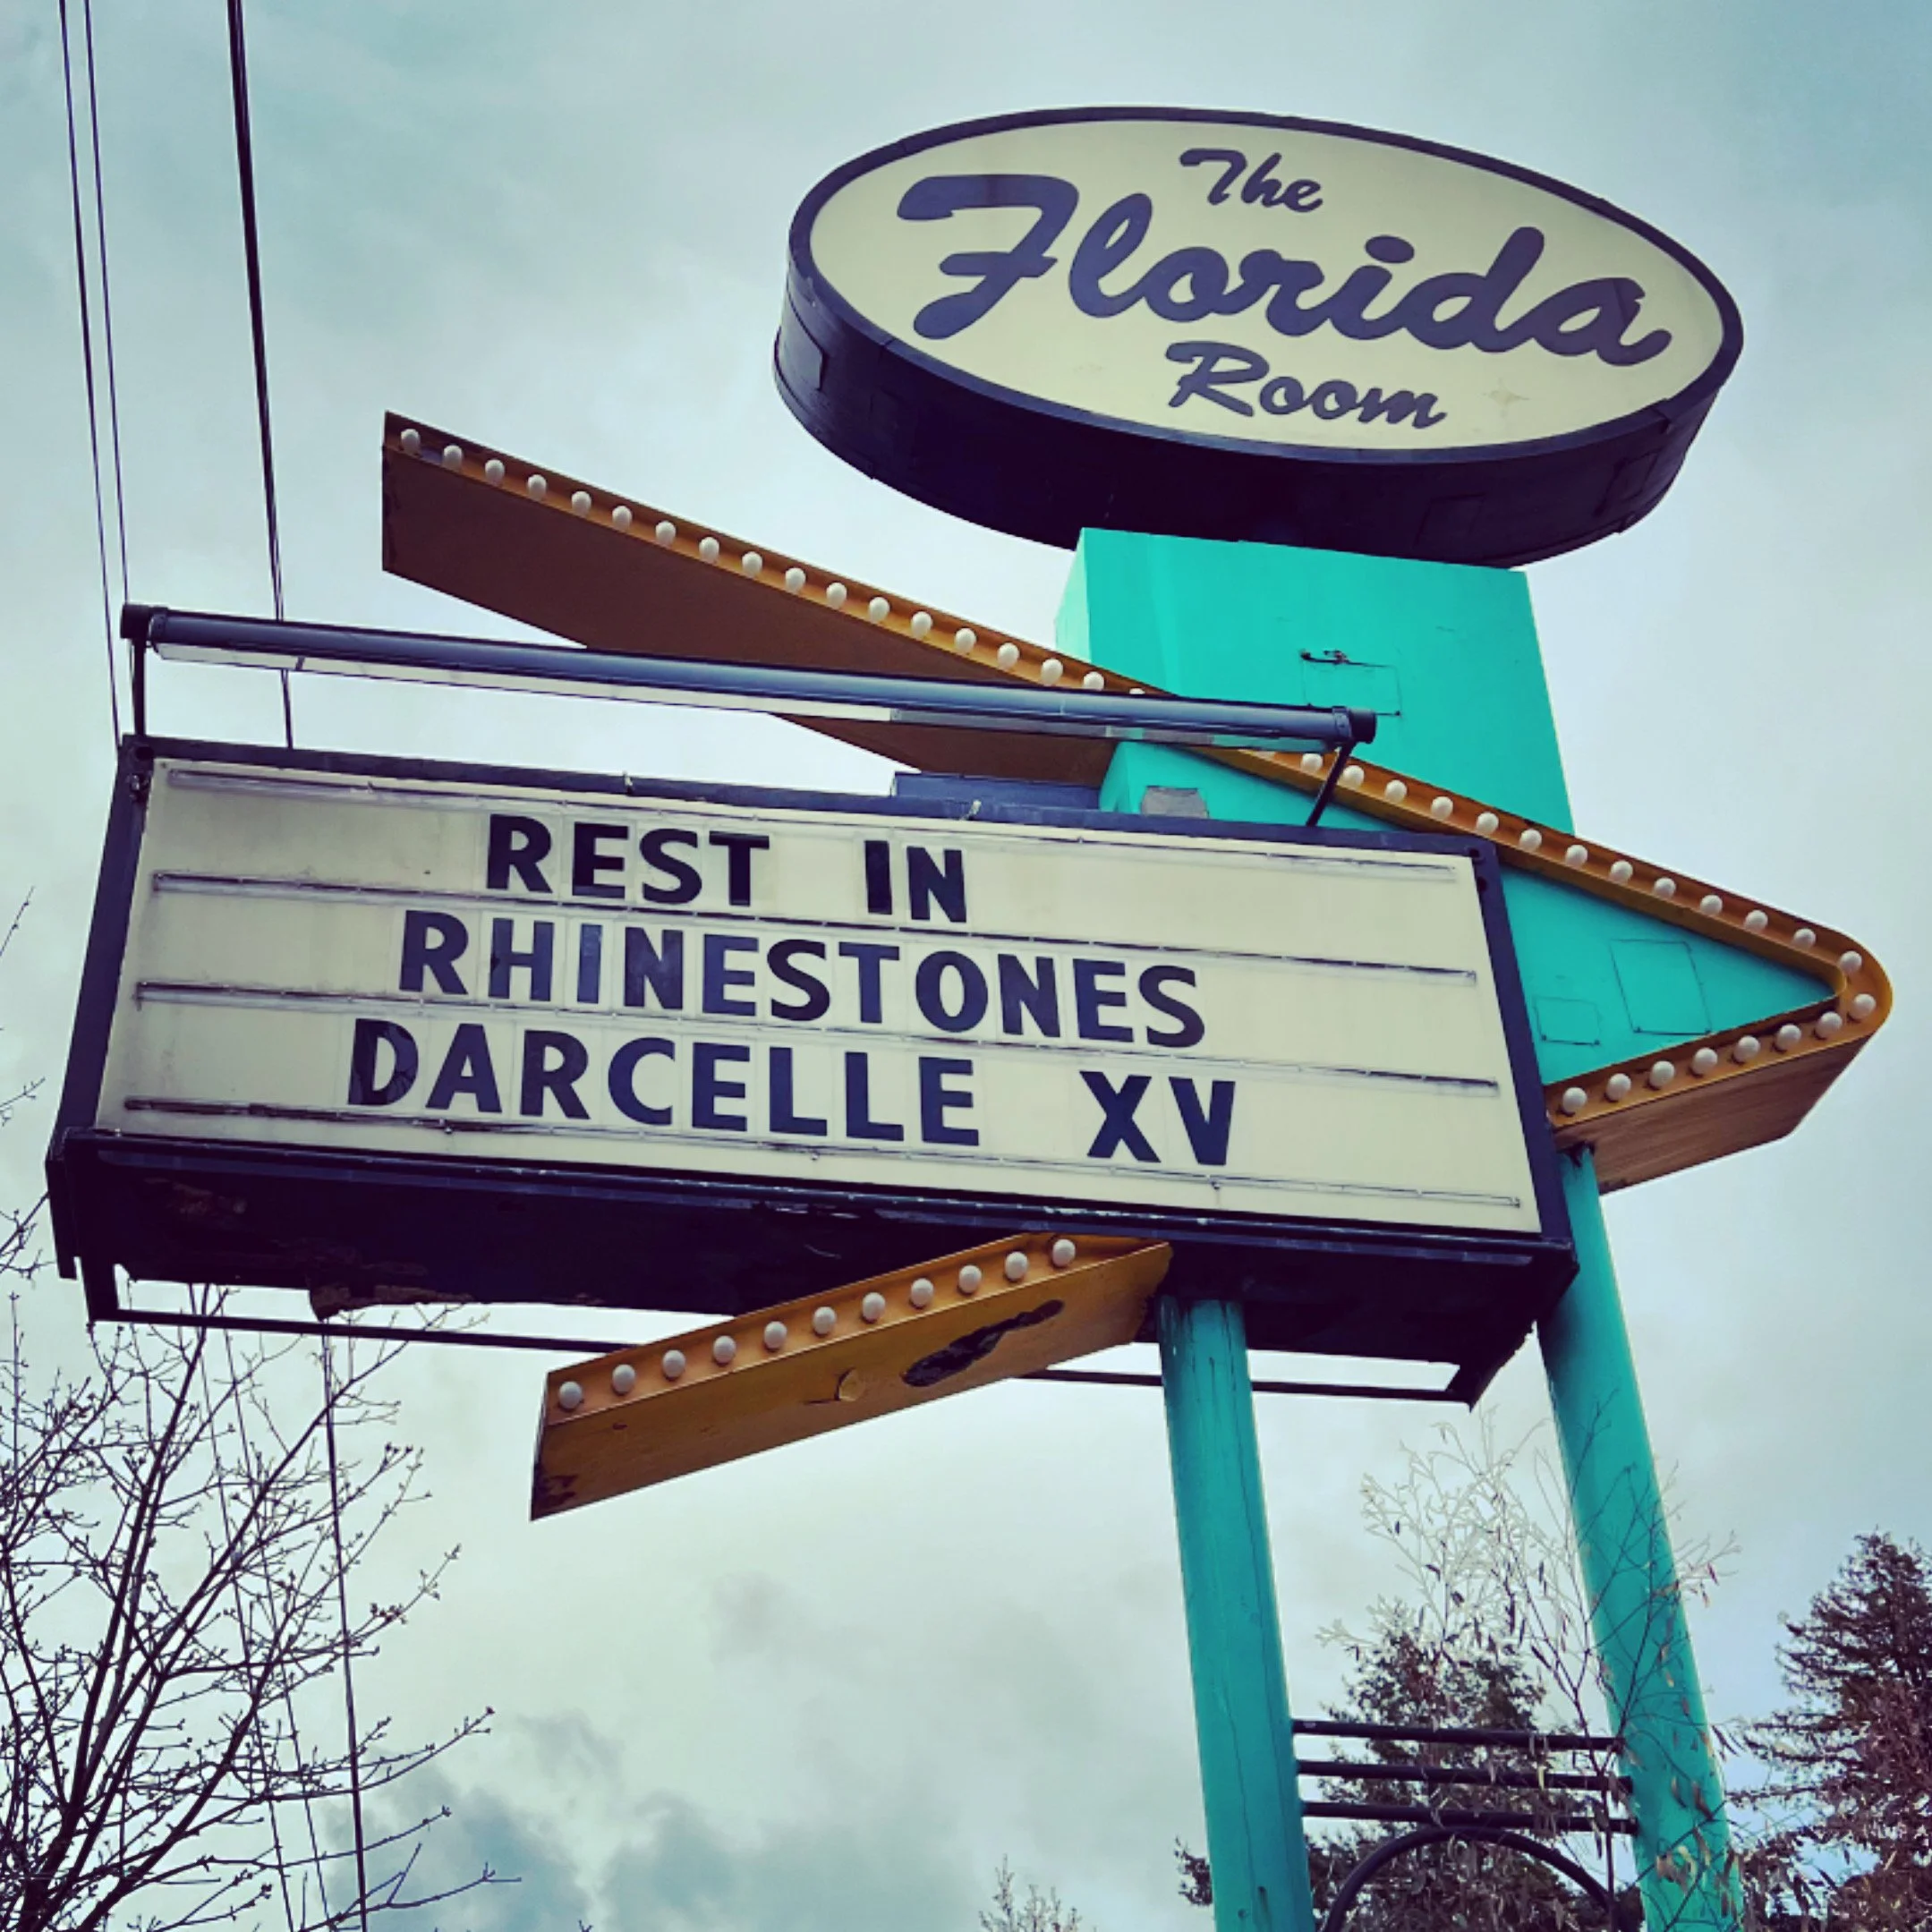 The
Florida
Room
REST IN
RHINESTONES
DARCELLE XV